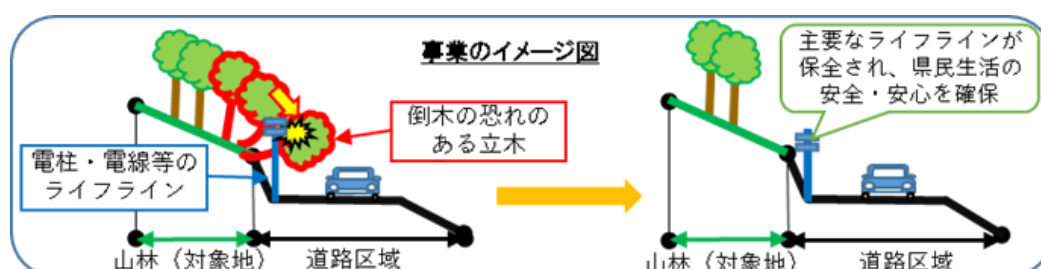 事業のイメージ図
倒木の恐れの
ある立木
電柱・電線等の
ライフライン
山林（対象地）
道路区域
主要なライフラインが
保全され、県民生活の
安全・安心を確保
山林（対象地）
道路区域